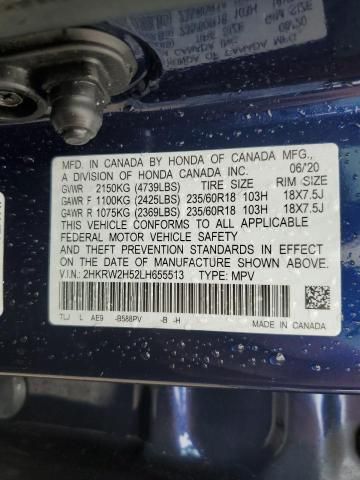 MFD. IN CANADA BY HONDA OF CANADA MFG.,
A DIVISION OF HONDA CANADA INC. 06/20
GVWR 2150KG (4739LBS) TIRE SIZE RIM SIZE
GAWR F 1100KG (2425LBS) 235/60R18 103H 18X7.5J
GAWR R 1075KG (2369LBS) 235/60R18 103H 18X7.5J
THIS VEHICLE CONFORMS TO ALL APPLICABLE
FEDERAL MOTOR VEHICLE SAFETY, BUMPER, AND
THEFT PREVENTION STANDARDS IN EFFECT
ON THE DATE OF MANUFACTURE SHOWN ABOVE.
V.I.N.: 2HKRW2H52LH655513 TYPE: MPV
TLJ L AE9 -B588PV -B -H MADE IN CANADA